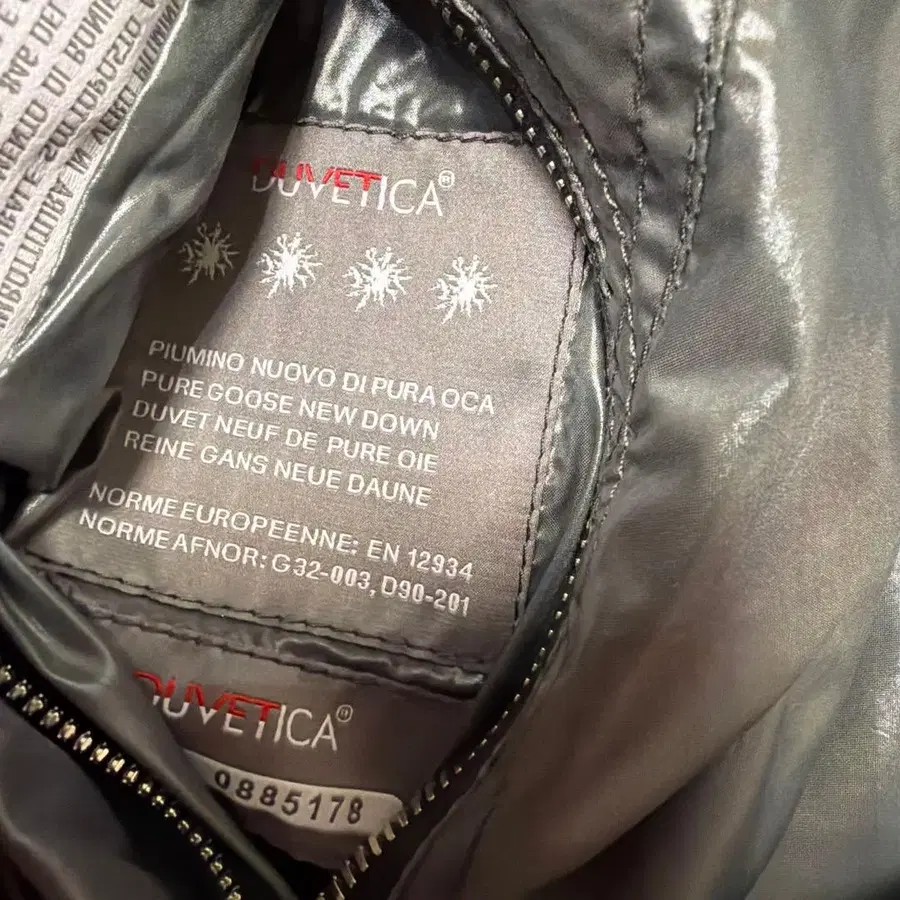 DUVETICA®
PIUMINO NUOVO DI PURA OCA
PURE GOOSE NEW DOWN
DUVET NEUF DE PURE OIE
REINE GANS NEUE DAUNE
NORME EUROPEENNE: EN 12934
NORME AFNOR: G32-003, D90-201
DUVETICA®
0885178